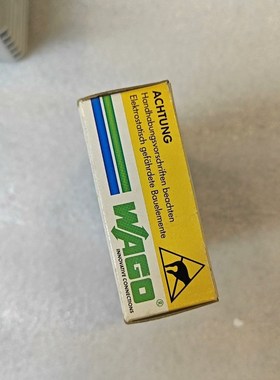 ACHTUNG
Handhabungsvorschriften beachten
Elektrostatisch gefährdete Bauelemente
WAGO®
INNOVATIVE CONNECTIONS